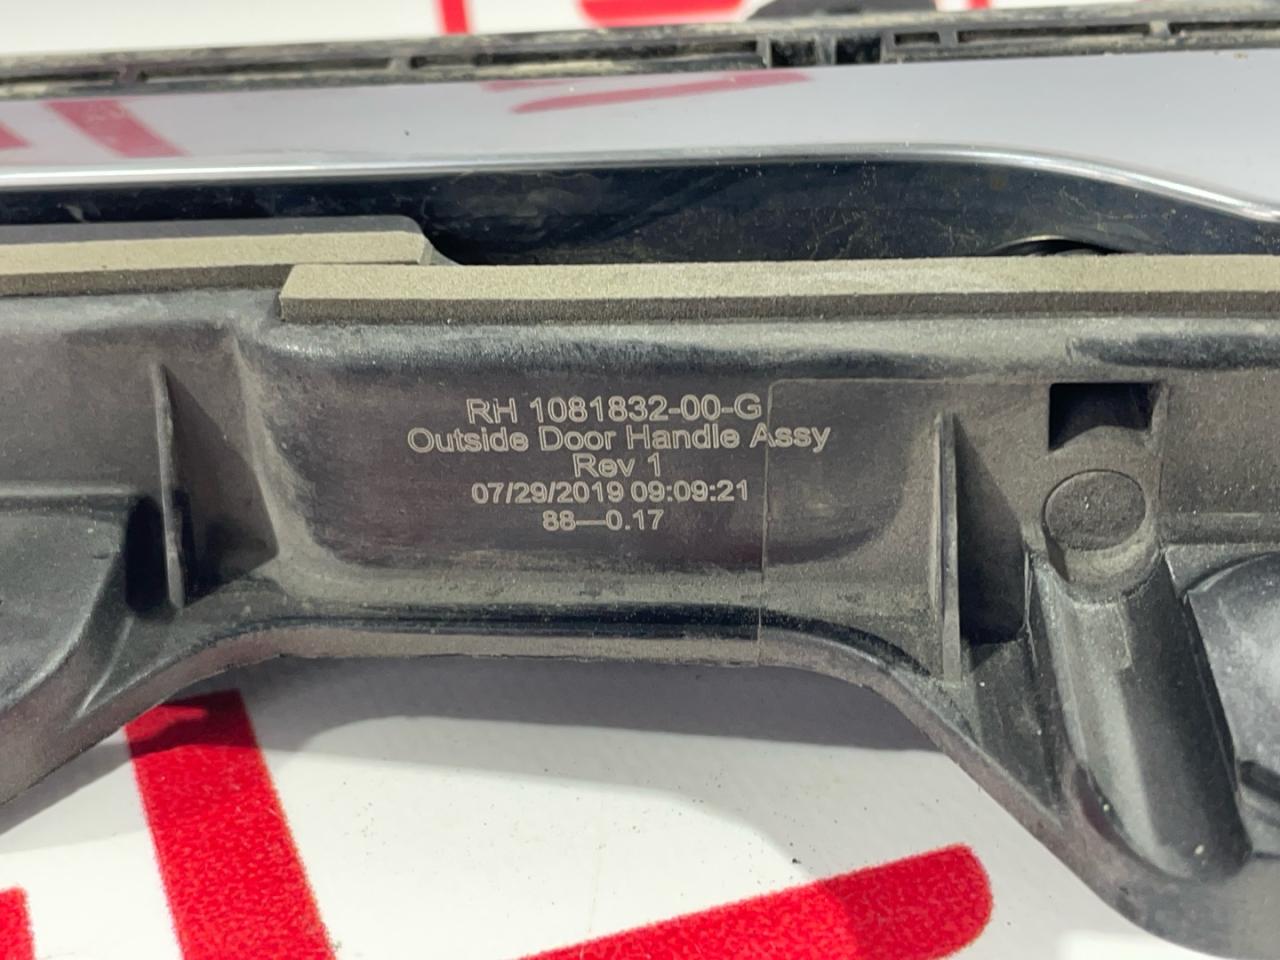 RH 1081832-00-G
Outside Door Handle Assy
Rev 1
07/29/2019 09:09:21
88—0.17